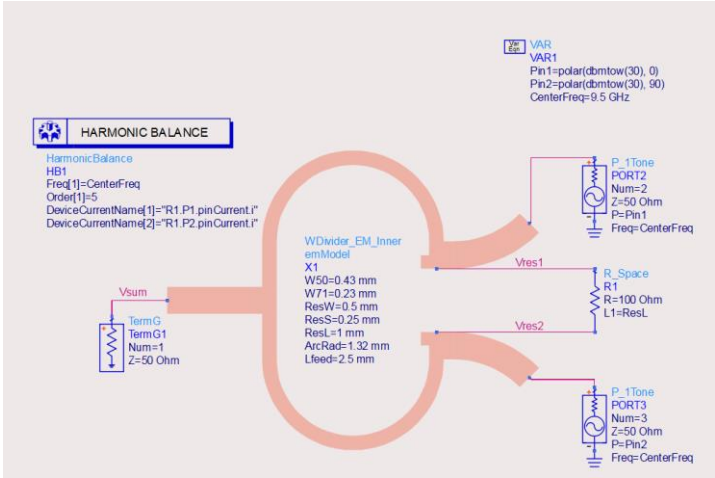 Var
Eqn
VAR
VAR1
Pin1=polar(dbmtow(30), 0)
Pin2=polar(dbmtow(30), 90)
CenterFreq=9.5 GHz
HARMONIC BALANCE
HarmonicBalance
HB1
Freq[1]=CenterFreq
Order[1]=5
DeviceCurrentName[1]="R1.P1.pinCurrent.i"
DeviceCurrentName[2]="R1.P2.pinCurrent.i"
P_1Tone
PORT2
Num=2
Z=50 Ohm
P=Pin1
Freq=CenterFreq
WDivider_EM_Inner
emModel
X1
W50=0.43 mm
W71=0.23 mm
ResW=0.5 mm
ResS=0.25 mm
ResL=1 mm
ArcRad=1.32 mm
Lfeed=2.5 mm
Vres1
R_Space
R1
R=100 Ohm
L1=ResL
Vres2
Vsum
TermG
TermG1
Num=1
Z=50 Ohm
P_1Tone
PORT3
Num=3
Z=50 Ohm
P=Pin2
Freq=CenterFreq